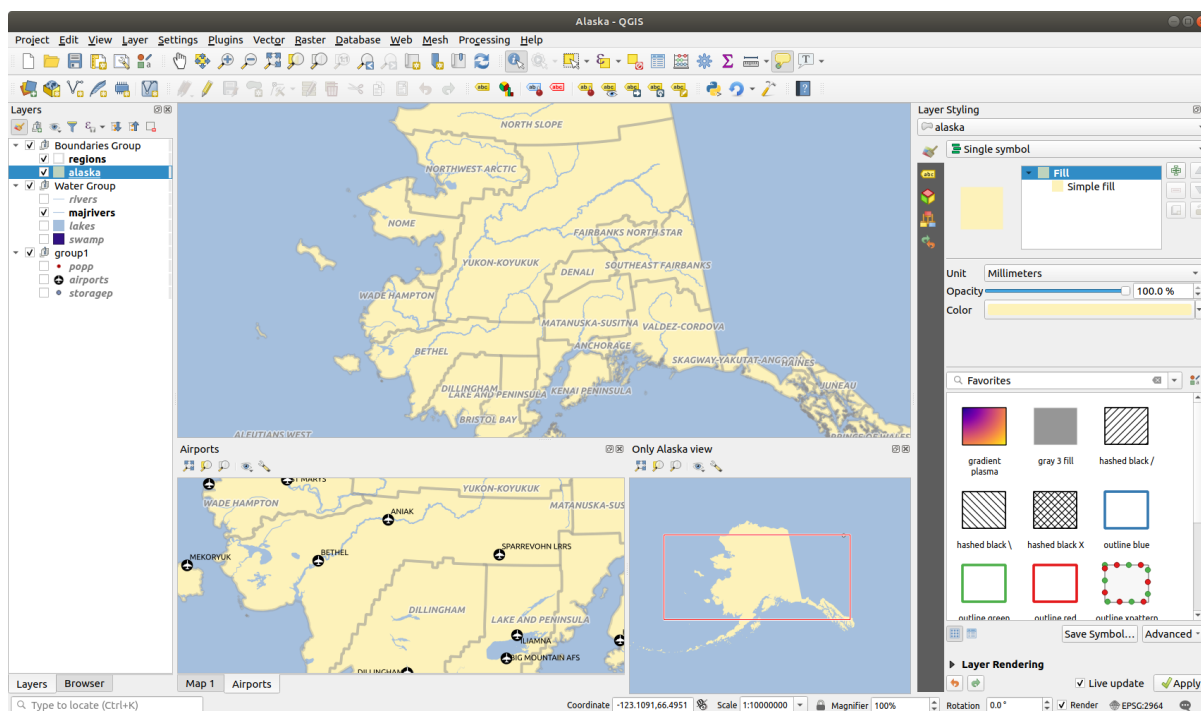 Alaska - QGIS
Project Edit View Layer Settings Plugins Vector Raster Database Web Mesh Processing Help
Layers
Boundaries Group
regions
alaska
Water Group
rivers
majrivers
lakes
swamp
group1
popp
airports
storagep
Layers Browser
NORTH SLOPE
NORTHWEST ARCTIC
NOME
FAIRBANKS NORTH STAR
YUKON-KOYUKUK
SOUTHEAST FAIRBANKS
DENALI
WADE HAMPTON
MATANUSKA-SUSITNA
VALDEZ-CORDOVA
BETHEL
ANCHORAGE
SKAGWAY-YAKUTAT-ANGOON
HAINES
DILLINGHAM
LAKE AND PENINSULA
KENAI PENINSULA
JUNEAU
BRISTOL BAY
ALEUTIANS WEST
PRINCE OF WALES
Airports
ST MARYS
YUKON-KOYUKUK
WADE HAMPTON
MATANUSKA-SUS
ANIAK
SPARREVOHN LRRS
MEKORYUK
BETHEL
DILLINGHAM
LAKE AND PENINSULA
ILIAMNA
BIG MOUNTAIN AFS
DILLINGHAM
Map 1 Airports
Only Alaska view
Layer Styling
alaska
Single symbol
Fill
Simple fill
Unit Millimeters
Opacity 100.0 %
Color
Favorites
gradient plasma
gray 3 fill
hashed black /
hashed black \
hashed black X
outline blue
outline green
outline red
outline xpattern
Save Symbol... Advanced
Layer Rendering
Live update Apply
Type to locate (Ctrl+K)
Coordinate -123.1091,66.4951 Scale 1:10000000 Magnifier 100% Rotation 0.0° Render EPSG:2964